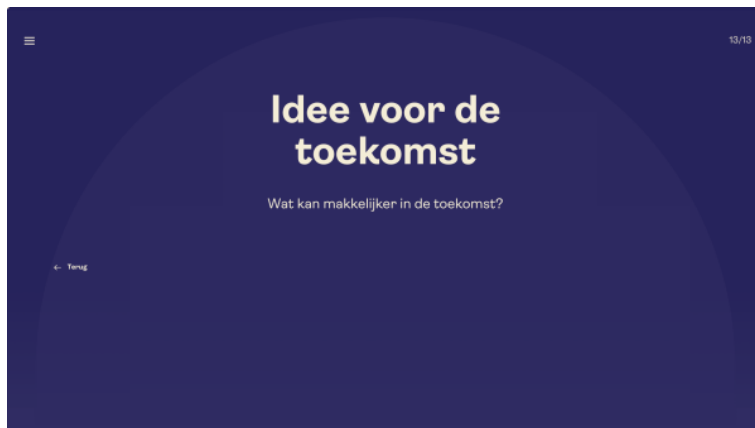 13/13
Idee voor de
toekomst
Wat kan makkelijker in de toekomst?
← Terug